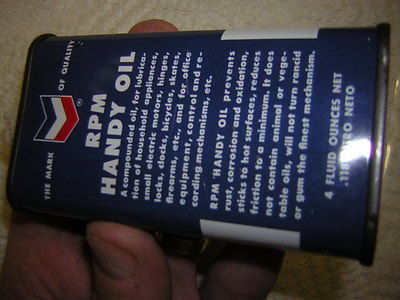 THE MARK OF QUALITY
®
RPM
HANDY OIL
A compounded oil, for lubrica-
tion of household appliances,
small electric motors, hinges,
locks, clocks, bicycles, skates,
firearms, etc., and for office
equipment, control and re-
cording mechanisms, etc.
RPM HANDY OIL prevents
rust, corrosion and oxidation,
sticks to hot surfaces, reduces
friction to a minimum. It does
not contain animal or vege-
table oils, will not turn rancid
or gum the finest mechanism.
4 FLUID OUNCES NET
NETO